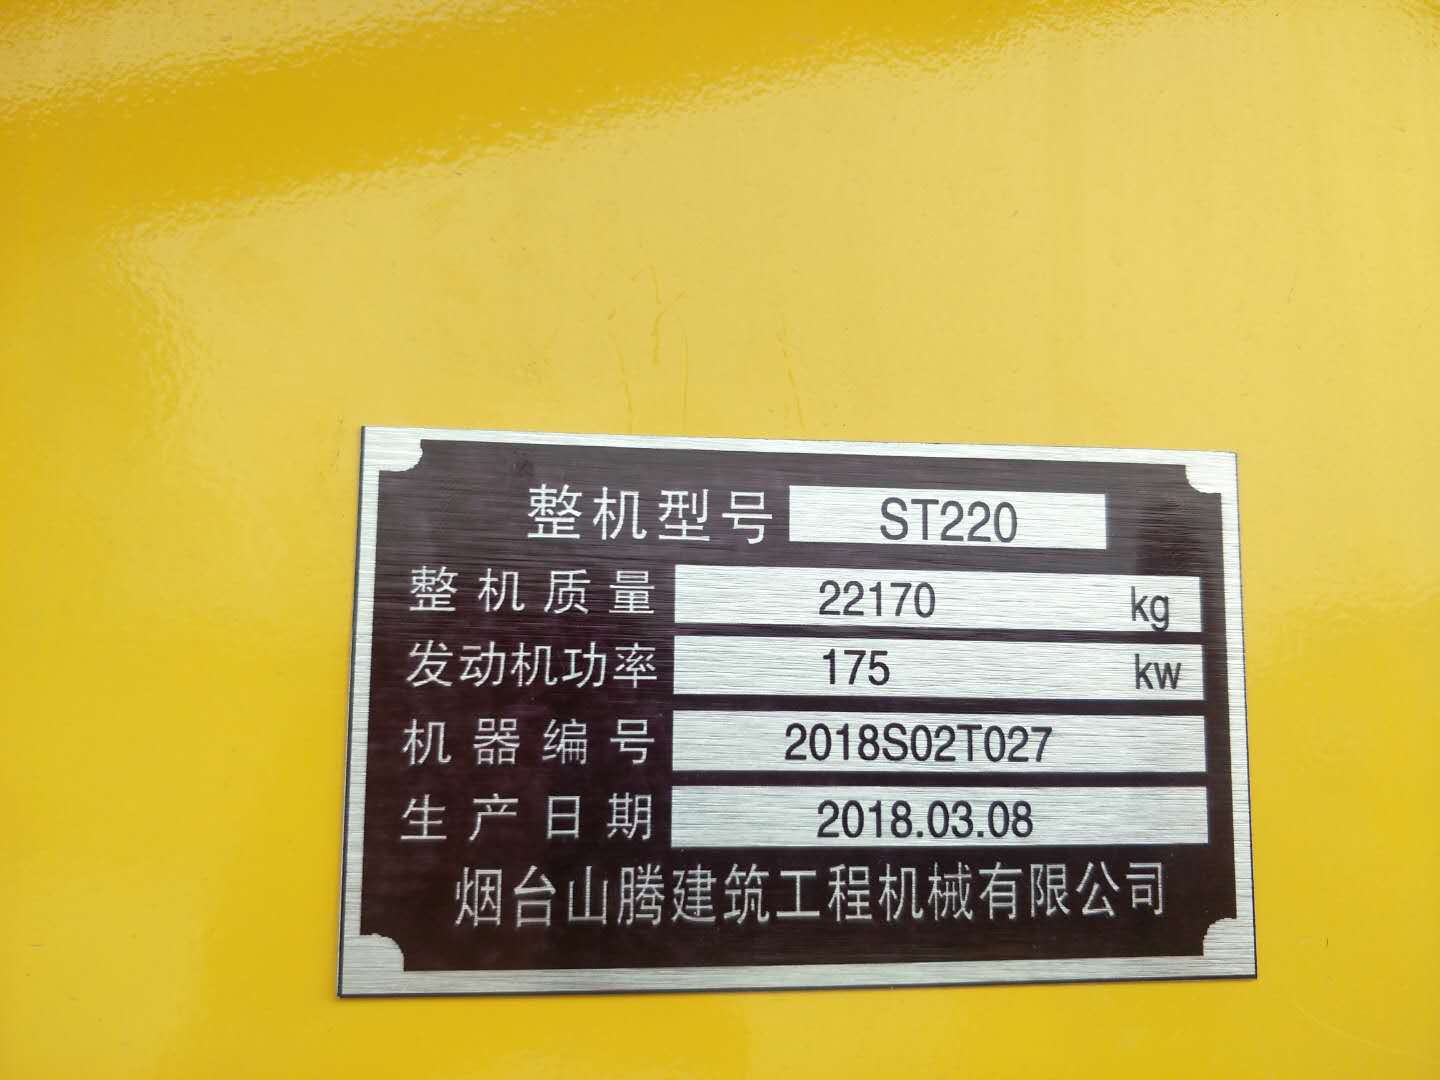 整机型号 ST220
整机质量 22170 kg
发动机功率 175 kw
机器编号 2018S02T027
生产日期 2018.03.08
烟台山腾建筑工程机械有限公司